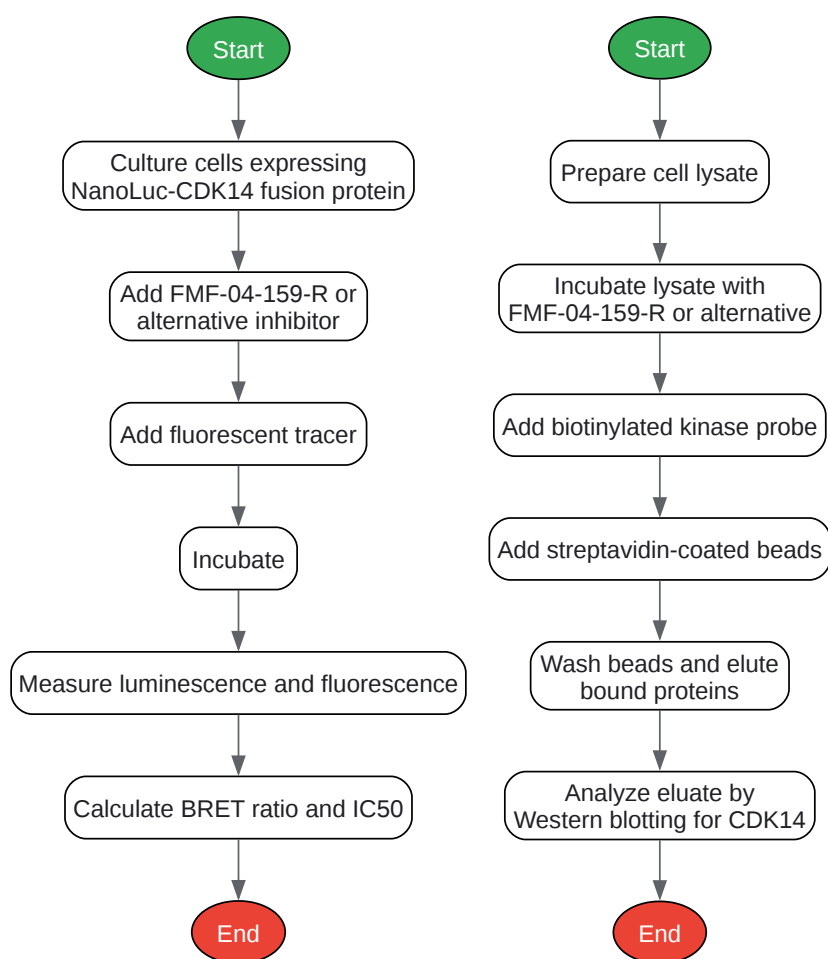 Start
Culture cells expressing
NanoLuc-CDK14 fusion protein
Add FMF-04-159-R or
alternative inhibitor
Add fluorescent tracer
Incubate
Measure luminescence and fluorescence
Calculate BRET ratio and IC50
End
Start
Prepare cell lysate
Incubate lysate with
FMF-04-159-R or alternative
Add biotinylated kinase probe
Add streptavidin-coated beads
Wash beads and elute
bound proteins
Analyze eluate by
Western blotting for CDK14
End